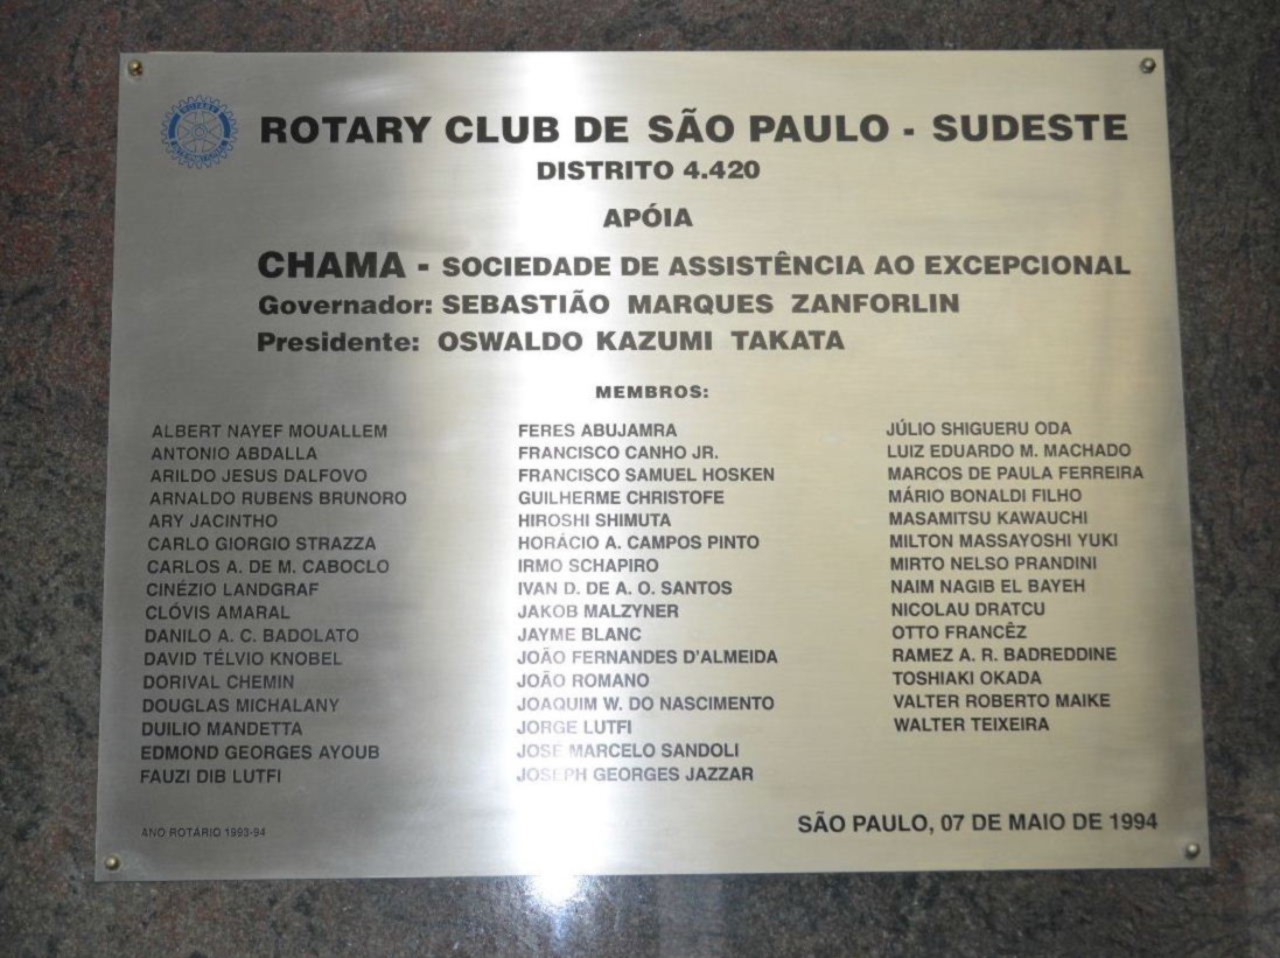 ROTARY CLUB DE SÃO PAULO - SUDESTE
DISTRITO 4.420
APÓIA
CHAMA - SOCIEDADE DE ASSISTÊNCIA AO EXCEPCIONAL
Governador: SEBASTIÃO MARQUES ZANFORLIN
Presidente: OSWALDO KAZUMI TAKATA
MEMBROS:
ALBERT NAYEF MOUALLEM
ANTONIO ABDALLA
ARILDO JESUS DALFOVO
ARNALDO RUBENS BRUNORO
ARY JACINTHO
CARLO GIORGIO STRAZZA
CARLOS A. DE M. CABOCLO
CINÉZIO LANDGRAF
CLÓVIS AMARAL
DANILO A. C. BADOLATO
DAVID TÉLVIO KNOBEL
DORIVAL CHEMIN
DOUGLAS MICHALANY
DUILIO MANDETTA
EDMOND GEORGES AYOUB
FAUZI DIB LUTFI
FERES ABUJAMRA
FRANCISCO CANHO JR.
FRANCISCO SAMUEL HOSKEN
GUILHERME CHRISTOFE
HIROSHI SHIMUTA
HORÁCIO A. CAMPOS PINTO
IRMO SCHAPIRO
IVAN D. DE A. O. SANTOS
JAKOB MALZYNER
JAYME BLANC
JOÃO FERNANDES D'ALMEIDA
JOÃO ROMANO
JOAQUIM W. DO NASCIMENTO
JORGE LUTFI
JOSÉ MARCELO SANDOLI
JOSEPH GEORGES JAZZAR
JÚLIO SHIGUERU ODA
LUIZ EDUARDO M. MACHADO
MARCOS DE PAULA FERREIRA
MÁRIO BONALDI FILHO
MASAMITSU KAWAUCHI
MILTON MASSAYOSHI YUKI
MIRTO NELSO PRANDINI
NAIM NAGIB EL BAYEH
NICOLAU DRATCU
OTTO FRANCÊZ
RAMEZ A. R. BADREDDINE
TOSHIAKI OKADA
VALTER ROBERTO MAIKE
WALTER TEIXEIRA
ANO ROTÁRIO 1993-94
SÃO PAULO, 07 DE MAIO DE 1994